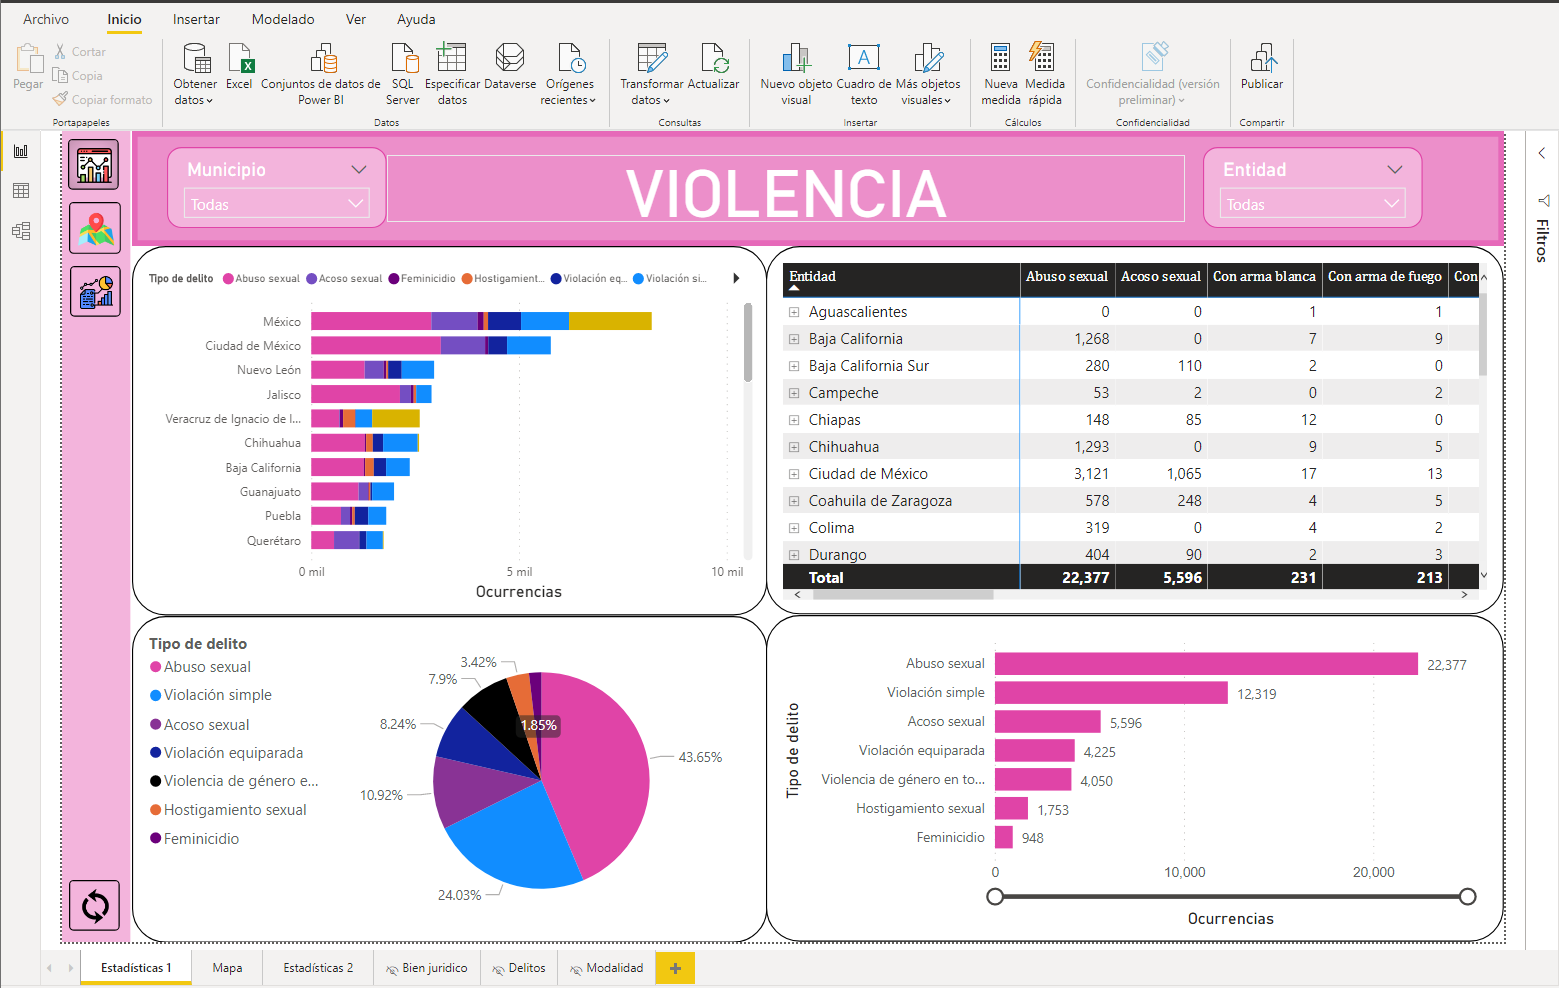 Archivo Inicio Insertar Modelado Ver Ayuda
Pegar
Cortar
Copia
Copiar formato
Obtener datos
Excel
Conjuntos de datos de Power BI
SQL Server
Especificar datos
Dataverse
Orígenes recientes
Transformar datos
Actualizar
Nuevo objeto visual
Cuadro de texto
Más objetos visuales
Nueva medida
Medida rápida
Confidencialidad (versión preliminar)
Publicar
Portapapeles Datos Consultas Insertar Cálculos Confidencialidad Compartir
Municipio
Todas
VIOLENCIA
Entidad
Todas
Filtros
Tipo de delito Abuso sexual Acoso sexual Feminicidio Hostigamient... Violación eq... Violación si...
México
Ciudad de México
Nuevo León
Jalisco
Veracruz de Ignacio de l...
Chihuahua
Baja California
Guanajuato
Puebla
Querétaro
0 mil 5 mil 10 mil
Ocurrencias
Entidad Abuso sexual Acoso sexual Con arma blanca Con arma de fuego Con
Aguascalientes 0 0 1 1
Baja California 1,268 0 7 9
Baja California Sur 280 110 2 0
Campeche 53 2 0 2
Chiapas 148 85 12 0
Chihuahua 1,293 0 9 5
Ciudad de México 3,121 1,065 17 13
Coahuila de Zaragoza 578 248 4 5
Colima 319 0 4 2
Durango 404 90 2 3
Total 22,377 5,596 231 213
Tipo de delito
Abuso sexual
Violación simple
Acoso sexual
Violación equiparada
Violencia de género e...
Hostigamiento sexual
Feminicidio
3.42%
7.9%
1.85%
8.24%
43.65%
10.92%
24.03%
Tipo de delito
Abuso sexual 22,377
Violación simple 12,319
Acoso sexual 5,596
Violación equiparada 4,225
Violencia de género en to... 4,050
Hostigamiento sexual 1,753
Feminicidio 948
0 10,000 20,000
Ocurrencias
Estadísticas 1 Mapa Estadísticas 2 Bien juridico Delitos Modalidad